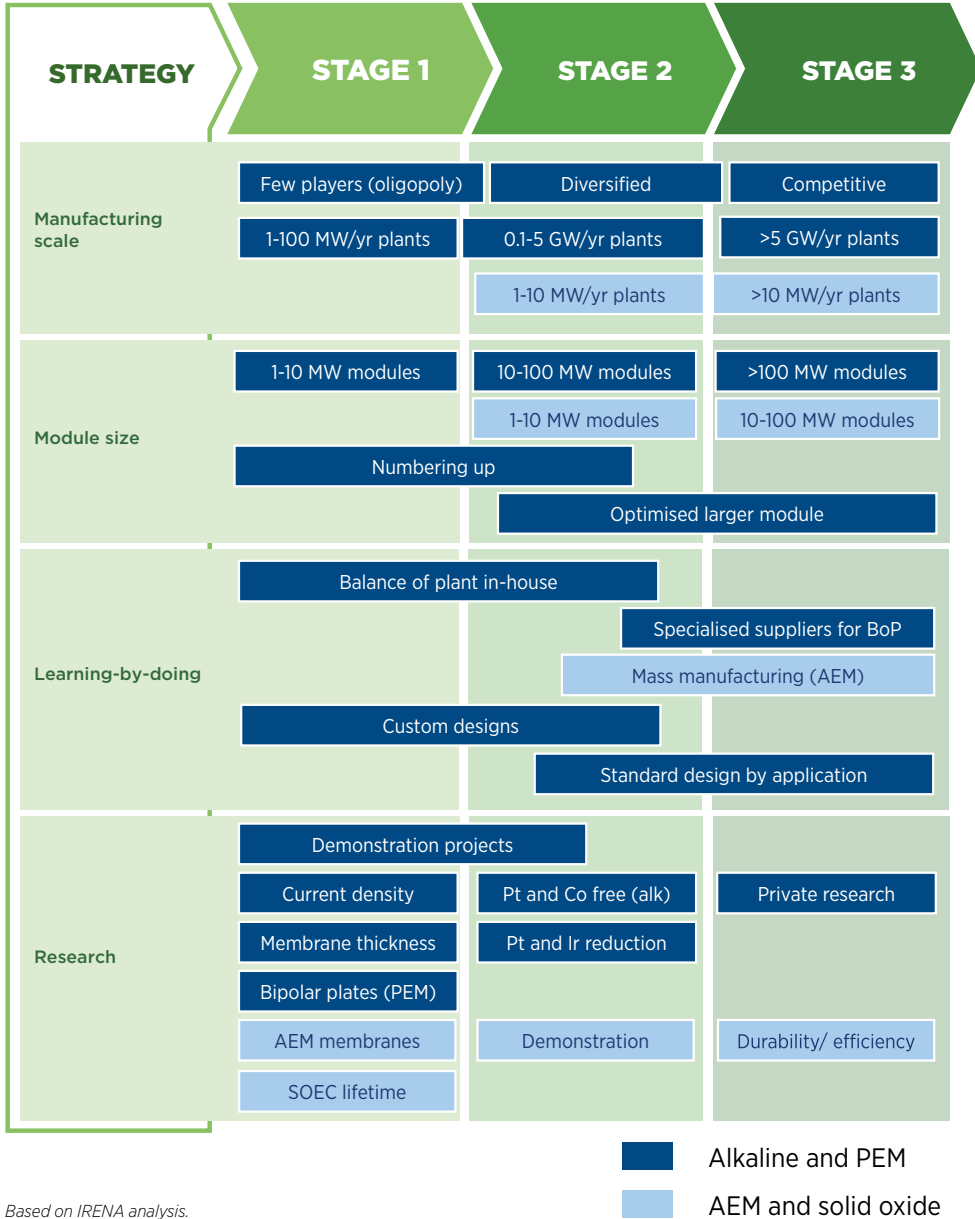 STRATEGY
STAGE 1
STAGE 2
STAGE 3
Manufacturing
scale
Few players (oligopoly)
Diversified
Competitive
1-100 MW/yr plants
0.1-5 GW/yr plants
>5 GW/yr plants
1-10 MW/yr plants
>10 MW/yr plants
Module size
1-10 MW modules
10-100 MW modules
>100 MW modules
1-10 MW modules
10-100 MW modules
Numbering up
Optimised larger module
Learning-by-doing
Balance of plant in-house
Specialised suppliers for BoP
Mass manufacturing (AEM)
Custom designs
Standard design by application
Research
Demonstration projects
Current density
Pt and Co free (alk)
Private research
Membrane thickness
Pt and Ir reduction
Bipolar plates (PEM)
AEM membranes
Demonstration
Durability/ efficiency
SOEC lifetime
Alkaline and PEM
AEM and solid oxide
Based on IRENA analysis.